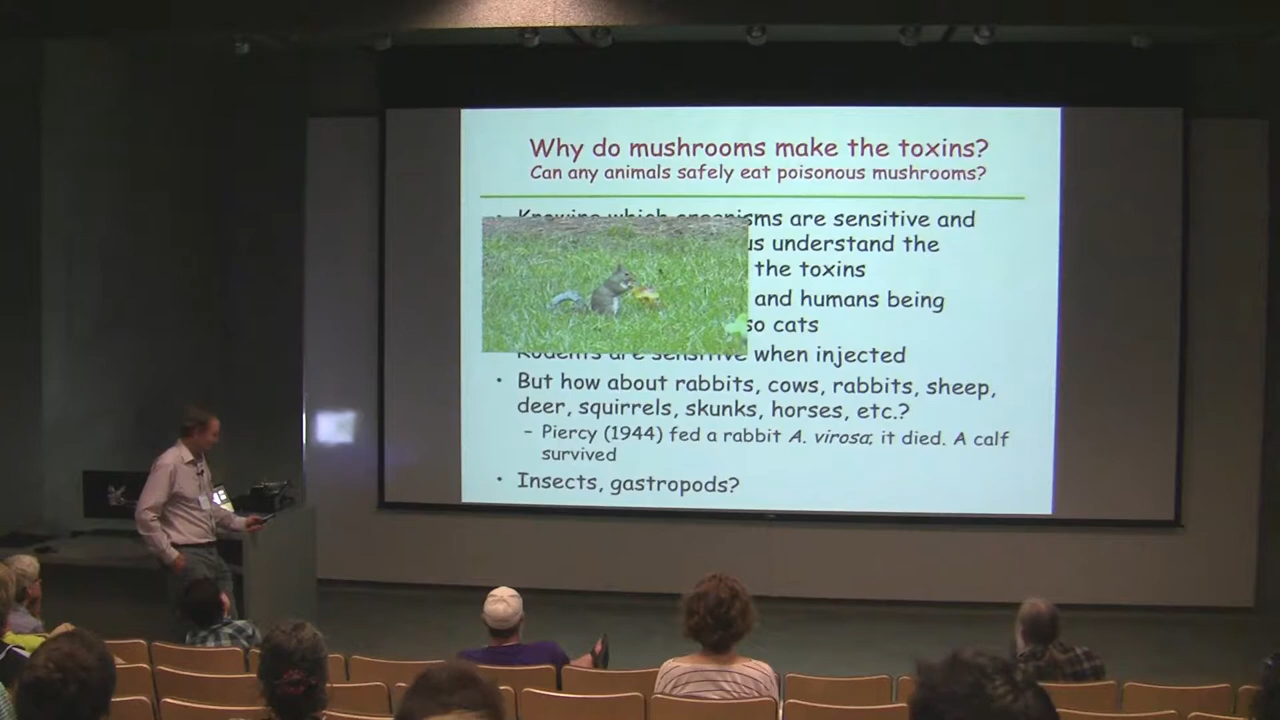 Why do mushrooms make the toxins?
Can any animals safely eat poisonous mushrooms?
• Knowing which organisms are sensitive and
us understand the
the toxins
and humans being
so cats
Rodents are sensitive when injected
• But how about rabbits, cows, rabbits, sheep,
deer, squirrels, skunks, horses, etc.?
– Piercy (1944) fed a rabbit A. virosa; it died. A calf
survived
• Insects, gastropods?